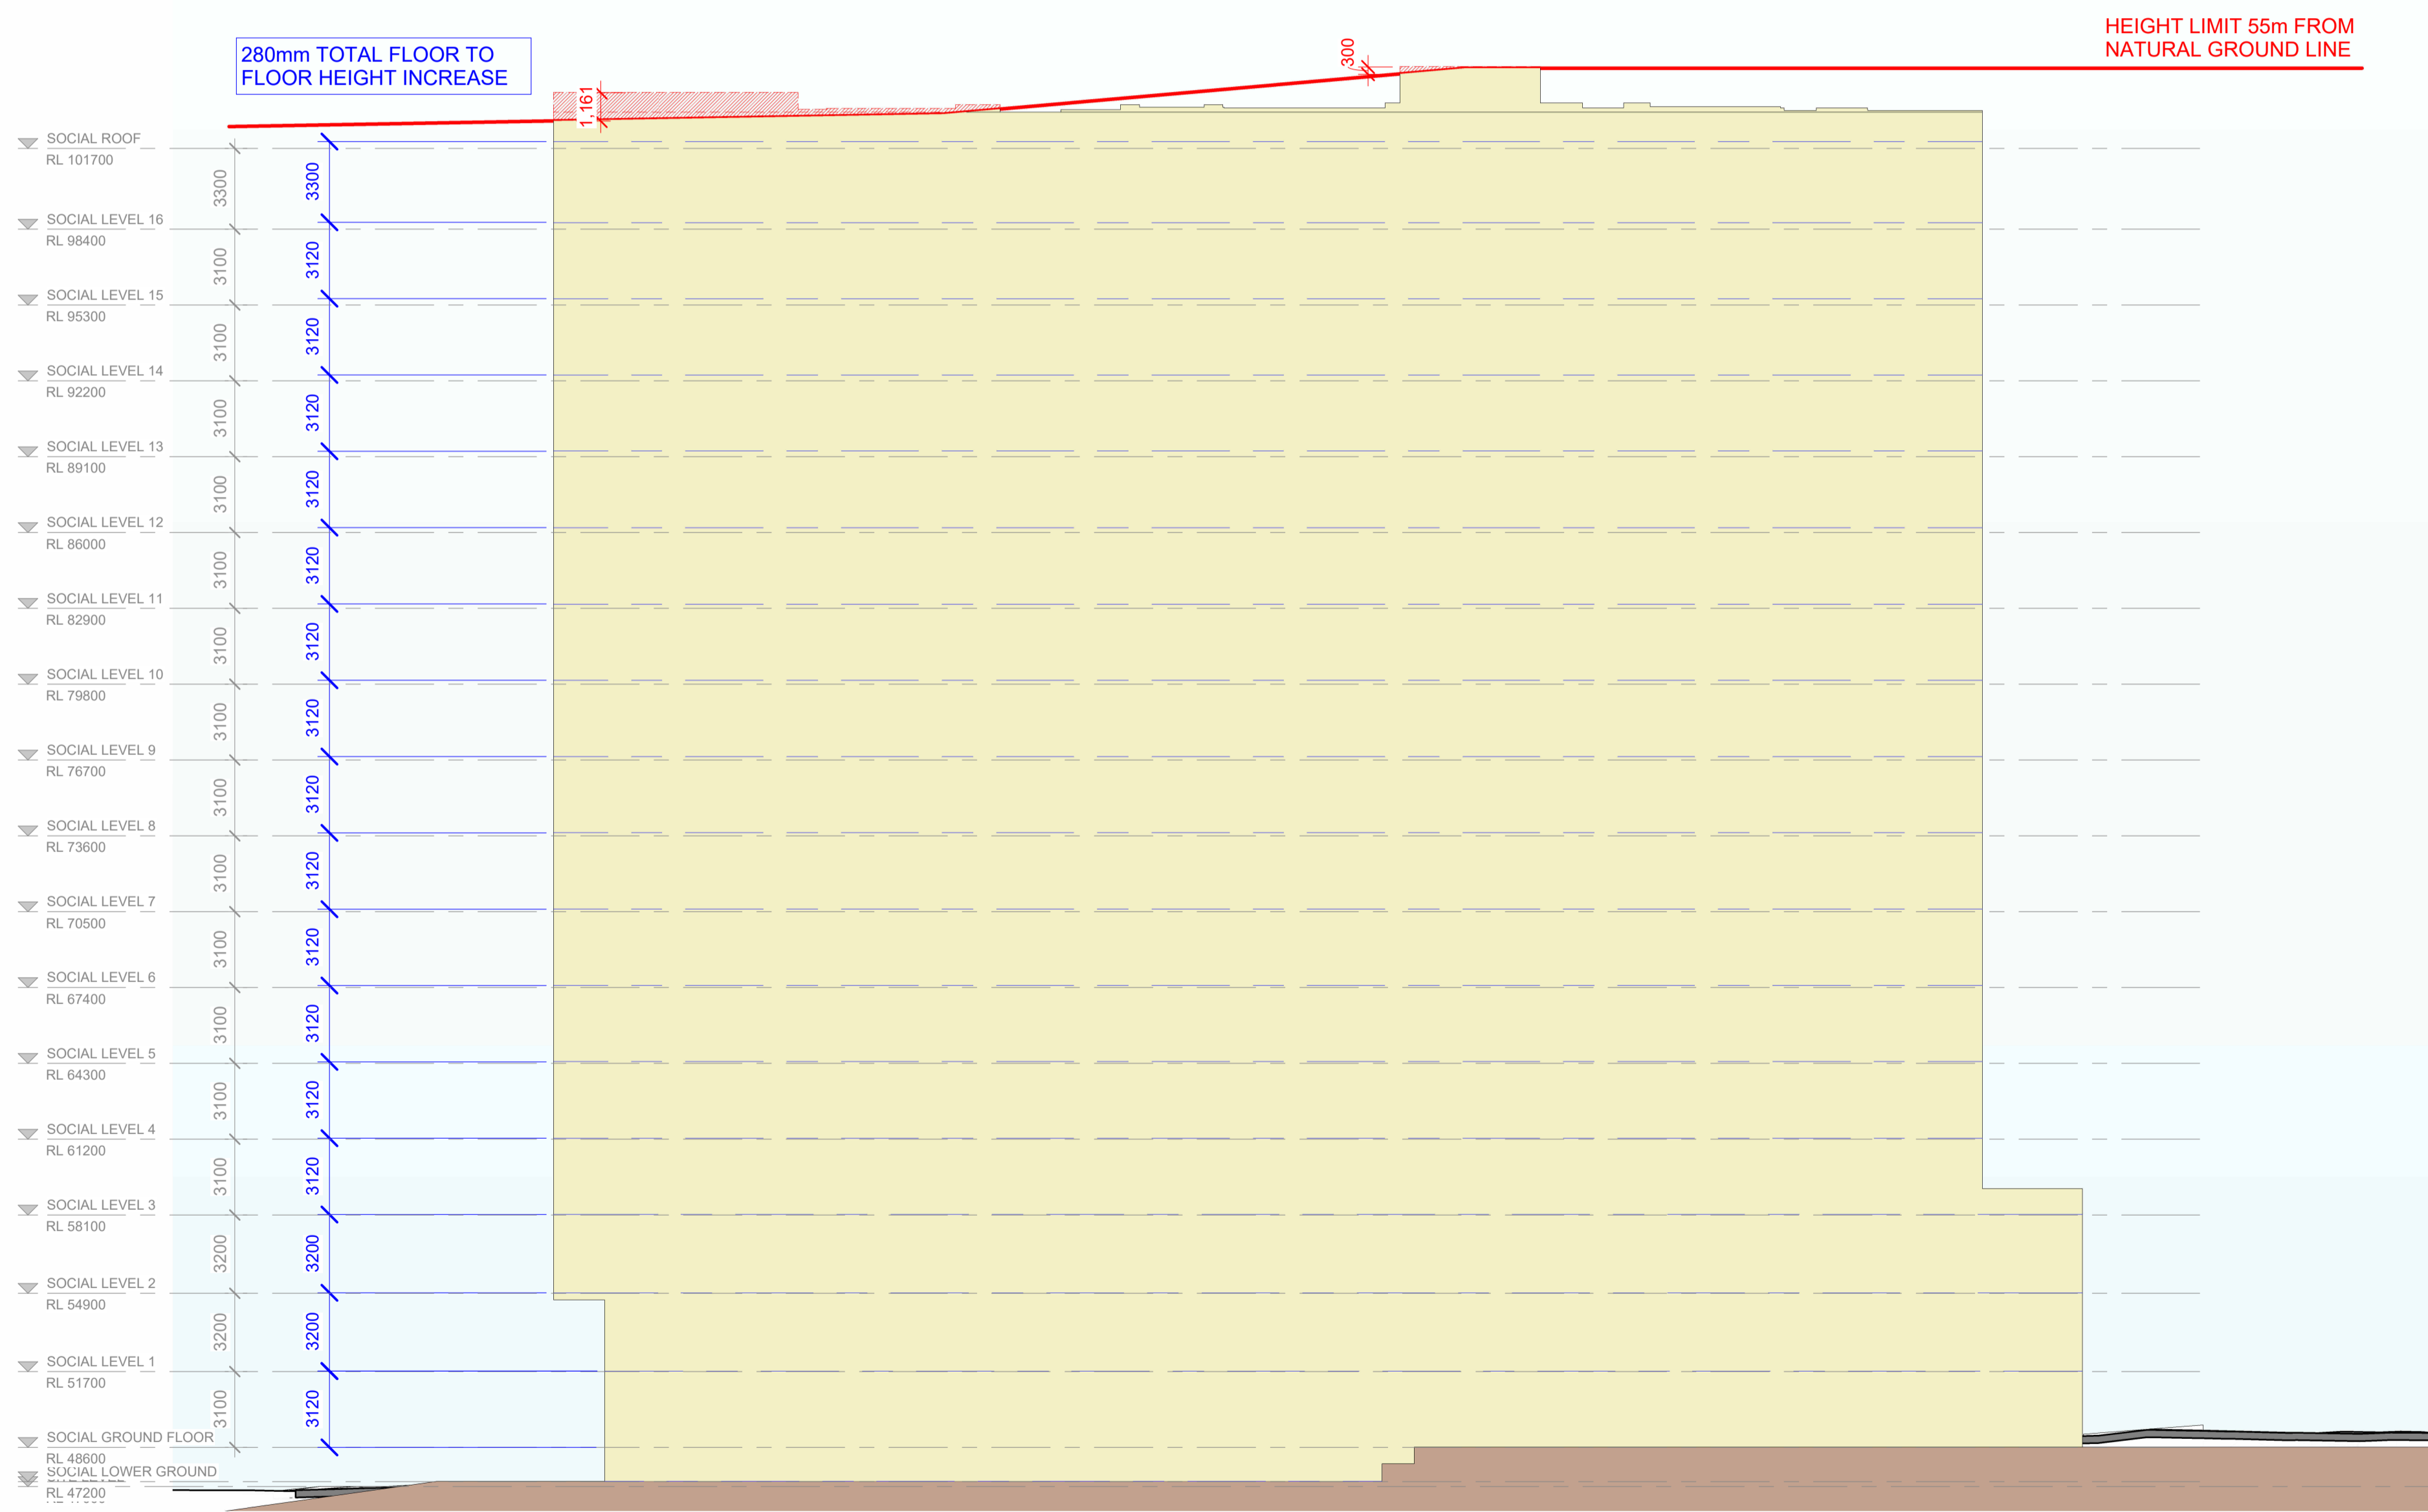 280mm TOTAL FLOOR TO
FLOOR HEIGHT INCREASE
HEIGHT LIMIT 55m FROM
NATURAL GROUND LINE
300
1,161
SOCIAL ROOF
RL 101700
3300
3300
SOCIAL LEVEL 16
RL 98400
3100
3120
SOCIAL LEVEL 15
RL 95300
3100
3120
SOCIAL LEVEL 14
RL 92200
3100
3120
SOCIAL LEVEL 13
RL 89100
3100
3120
SOCIAL LEVEL 12
RL 86000
3100
3120
SOCIAL LEVEL 11
RL 82900
3100
3120
SOCIAL LEVEL 10
RL 79800
3100
3120
SOCIAL LEVEL 9
RL 76700
3100
3120
SOCIAL LEVEL 8
RL 73600
3100
3120
SOCIAL LEVEL 7
RL 70500
3100
3120
SOCIAL LEVEL 6
RL 67400
3100
3120
SOCIAL LEVEL 5
RL 64300
3100
3120
SOCIAL LEVEL 4
RL 61200
3100
3120
SOCIAL LEVEL 3
RL 58100
3200
3200
SOCIAL LEVEL 2
RL 54900
3200
3200
SOCIAL LEVEL 1
RL 51700
3100
3120
SOCIAL GROUND FLOOR
RL 48600
SOCIAL LOWER GROUND
RL 47200